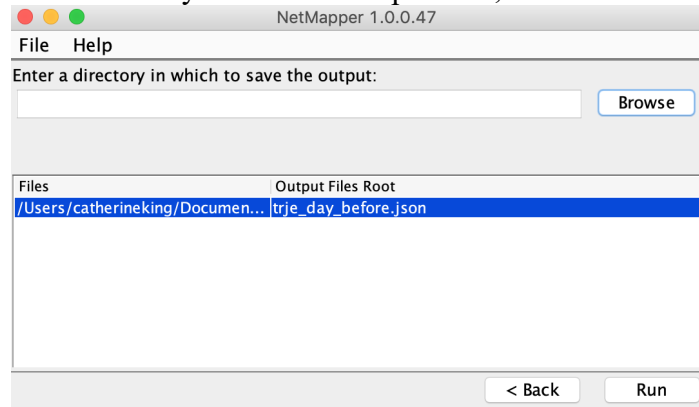 NetMapper 1.0.0.47
File Help
Enter a directory in which to save the output:
Browse
Files Output Files Root
/Users/catherineking/Documen... trje_day_before.json
< Back Run